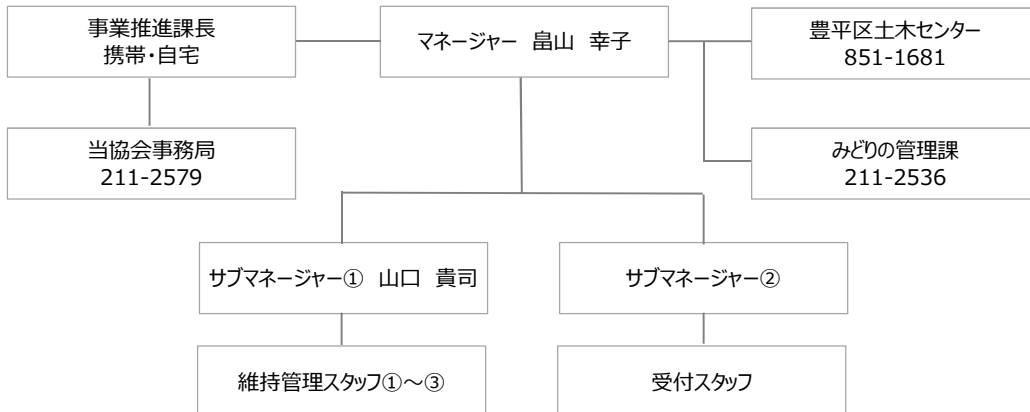 事業推進課長
携帯・自宅
マネージャー 畠山 幸子
豊平区土木センター
851-1681
当協会事務局
211-2579
みどりの管理課
211-2536
サブマネージャー① 山口 貴司
サブマネージャー②
維持管理スタッフ①～③
受付スタッフ